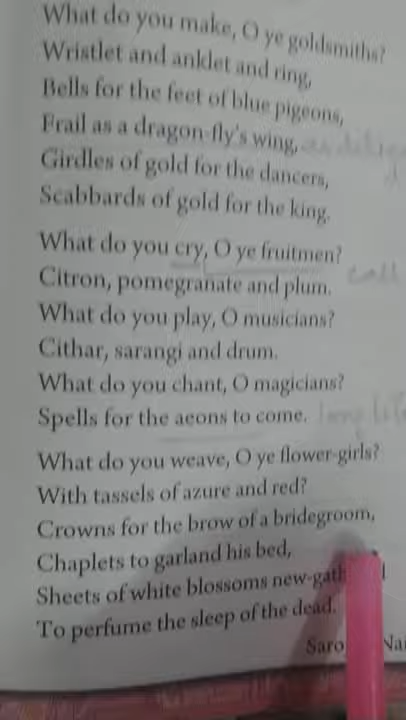 What do you make, O ye goldsmiths?
Wristlet and anklet and ring,
Bells for the feet of blue pigeons,
Frail as a dragon-fly's wing,
Girdles of gold for the dancers,
Scabbards of gold for the king.
What do you cry, O ye fruitmen?
call
Citron, pomegranate and plum.
What do you play, O musicians?
Cithar, sarangi and drum.
What do you chant, O magicians?
Spells for the aeons to come.
long life
What do you weave, O ye flower-girls?
With tassels of azure and red?
Crowns for the brow of a bridegroom,
Chaplets to garland his bed,
Sheets of white blossoms new-gath
To perfume the sleep of the dead.
Saro Nai